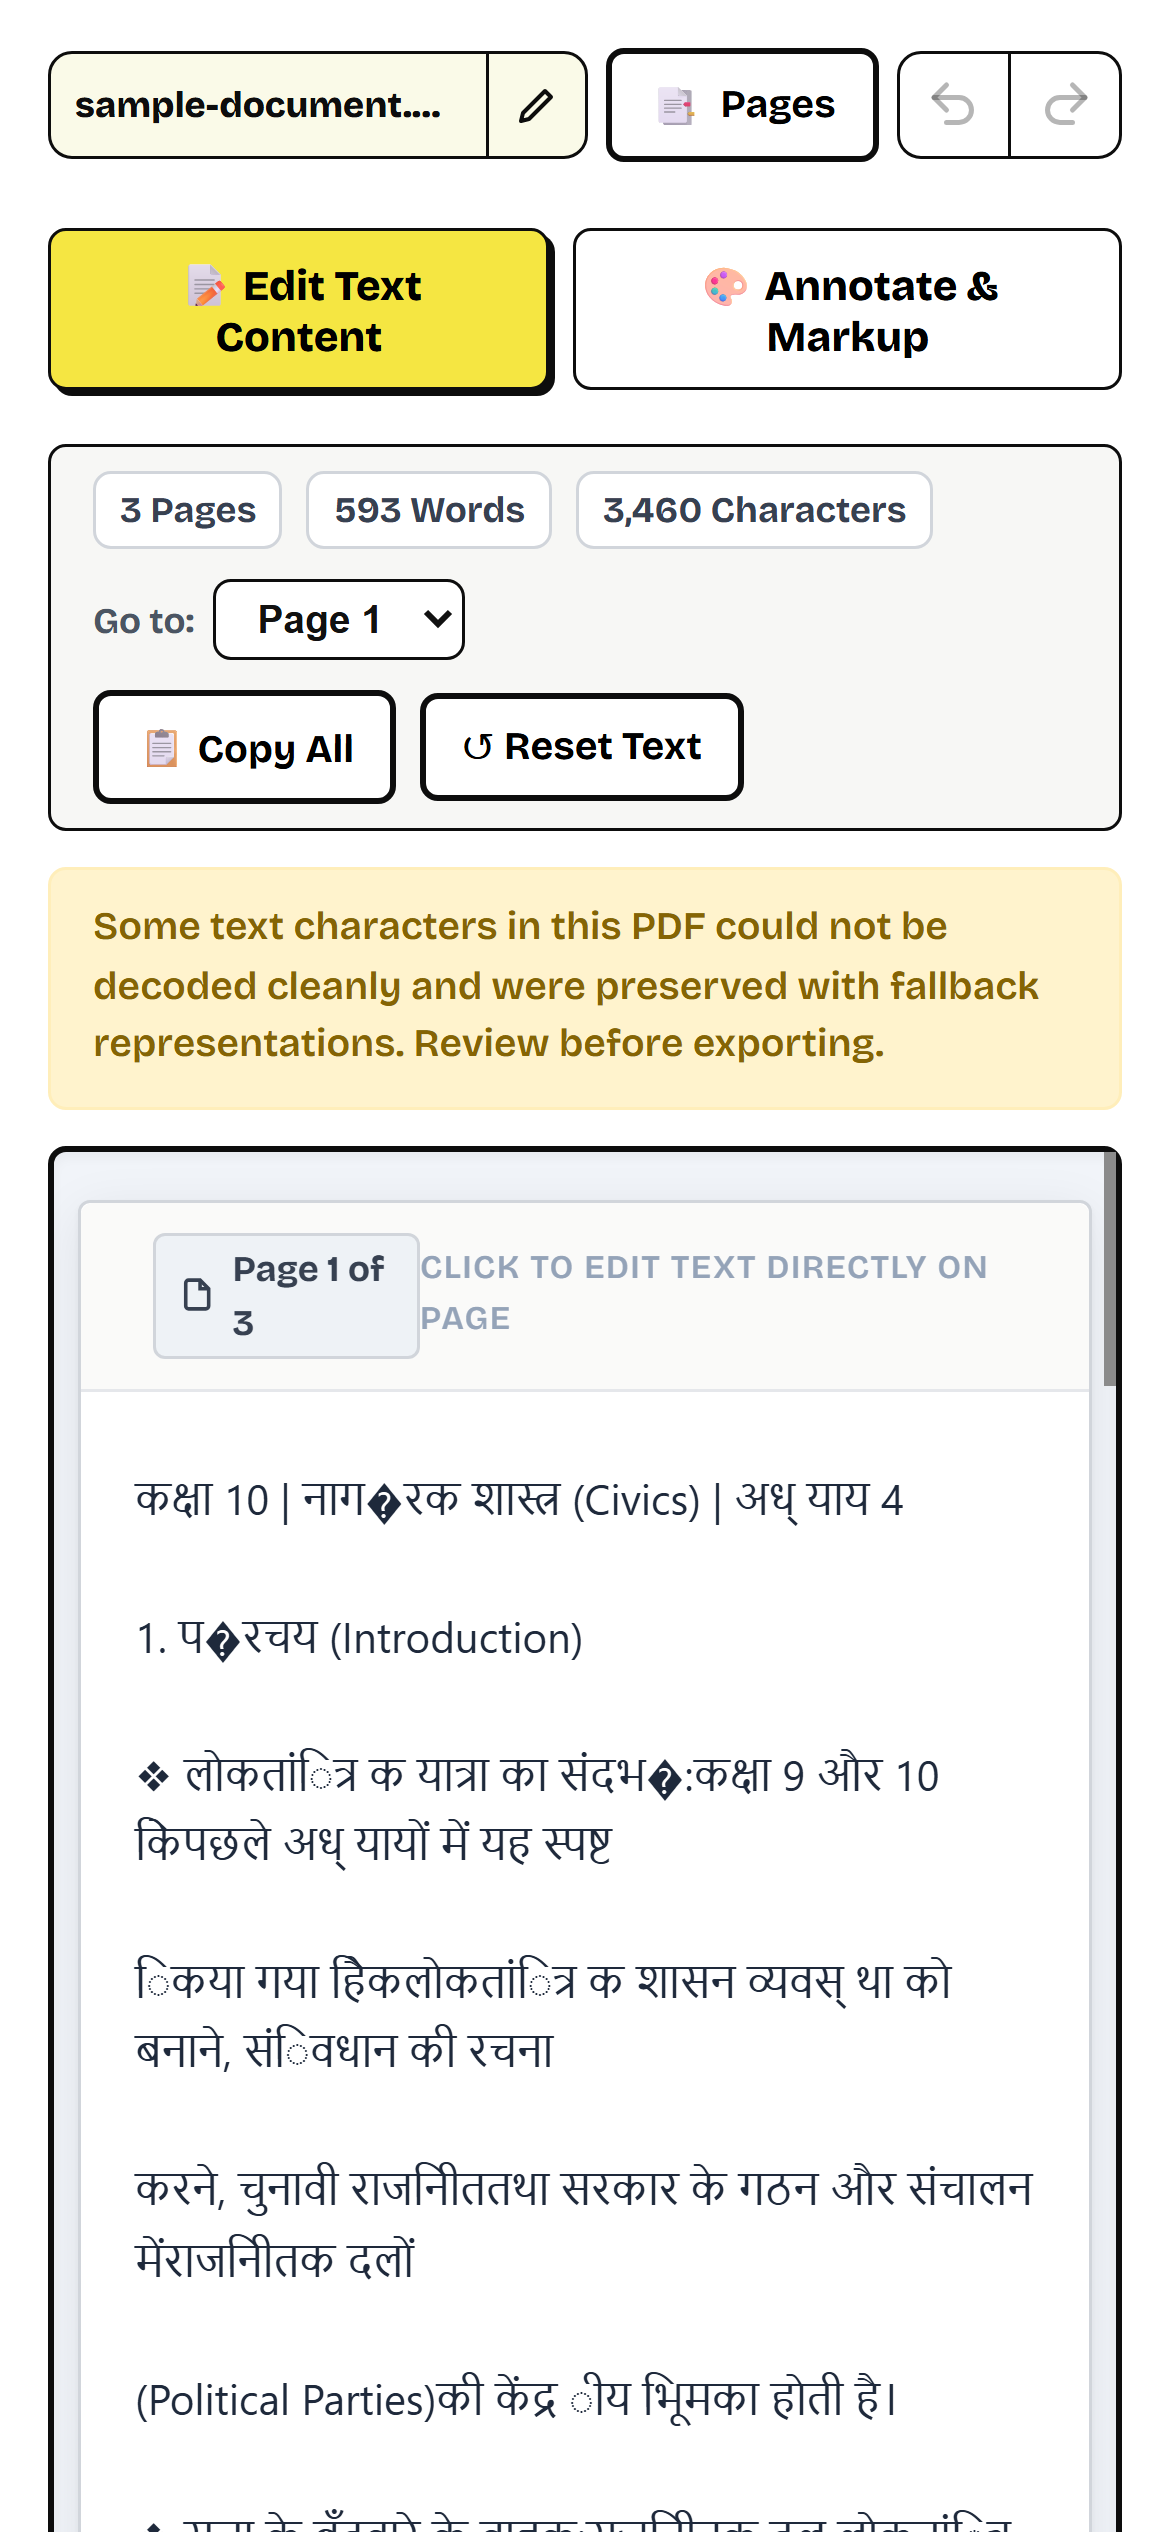 sample-document....
Pages
Edit Text
Content
Annotate &
Markup
3 Pages
593 Words
3,460 Characters
Go to:
Page 1
Copy All
↺ Reset Text
Some text characters in this PDF could not be
decoded cleanly and were preserved with fallback
representations. Review before exporting.
Page 1 of
3
CLICK TO EDIT TEXT DIRECTLY ON
PAGE
कक्षा 10 | नाग�रक शास्त्र (Civics) | अध् याय 4
1. प�रचय (Introduction)
❖ लोकतांित्र क यात्रा का संदभ�:कक्षा 9 और 10
किपछले अध् यायों में यह स्पष्ट
िकया गया हैिकलोकतांित्र क शासन व्यवस् था को
बनाने, संिवधान की रचना
करने, चुनावी राजनीिततथा सरकार के गठन और संचालन
मेंराजनीितक दलों
(Political Parties)की केंद्र ीय भूिमका होती है।